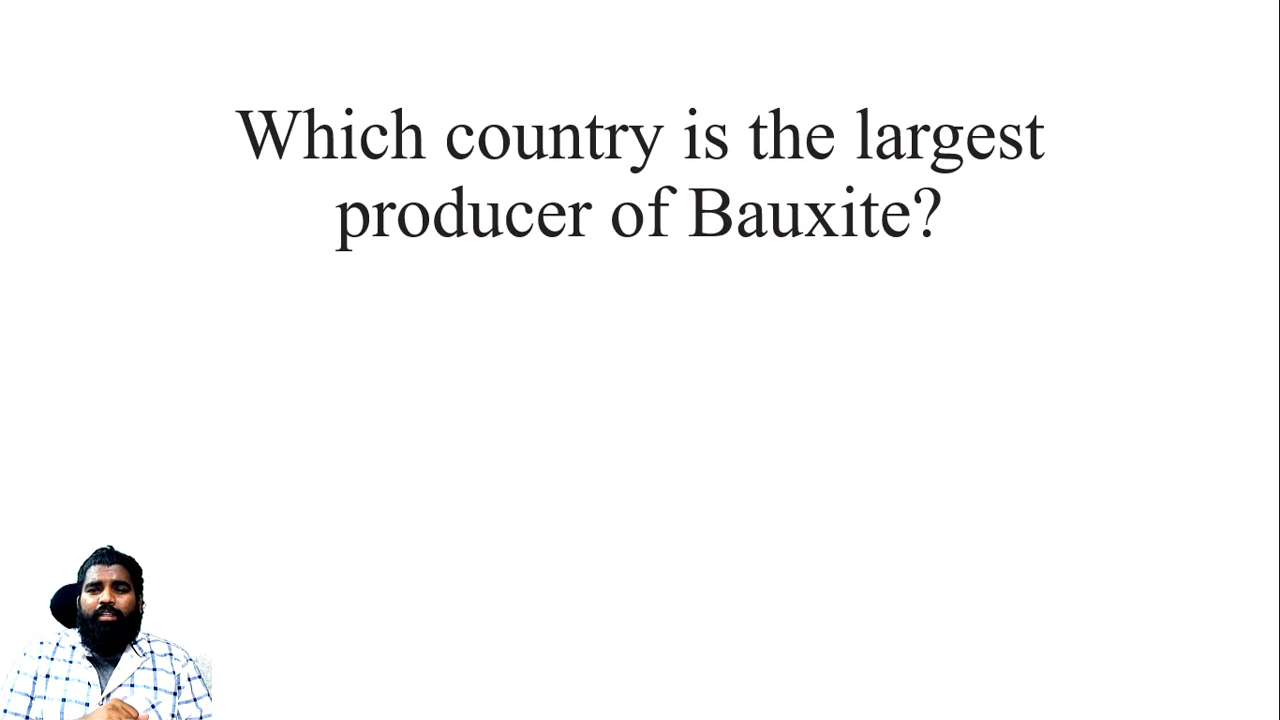 Which country is the largest
producer of Bauxite?